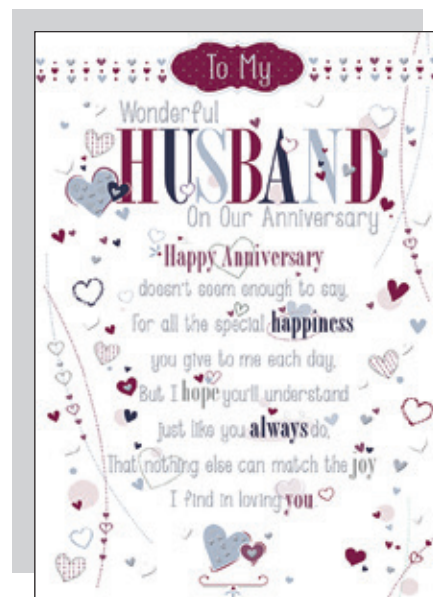 To My
Wonderful
HUSBAND
On Our Anniversary
Happy Anniversary
doesn't seem enough to say,
For all the special happiness
you give to me each day,
But I hope you'll understand
just like you always do,
That nothing else can match the joy
I find in loving you.